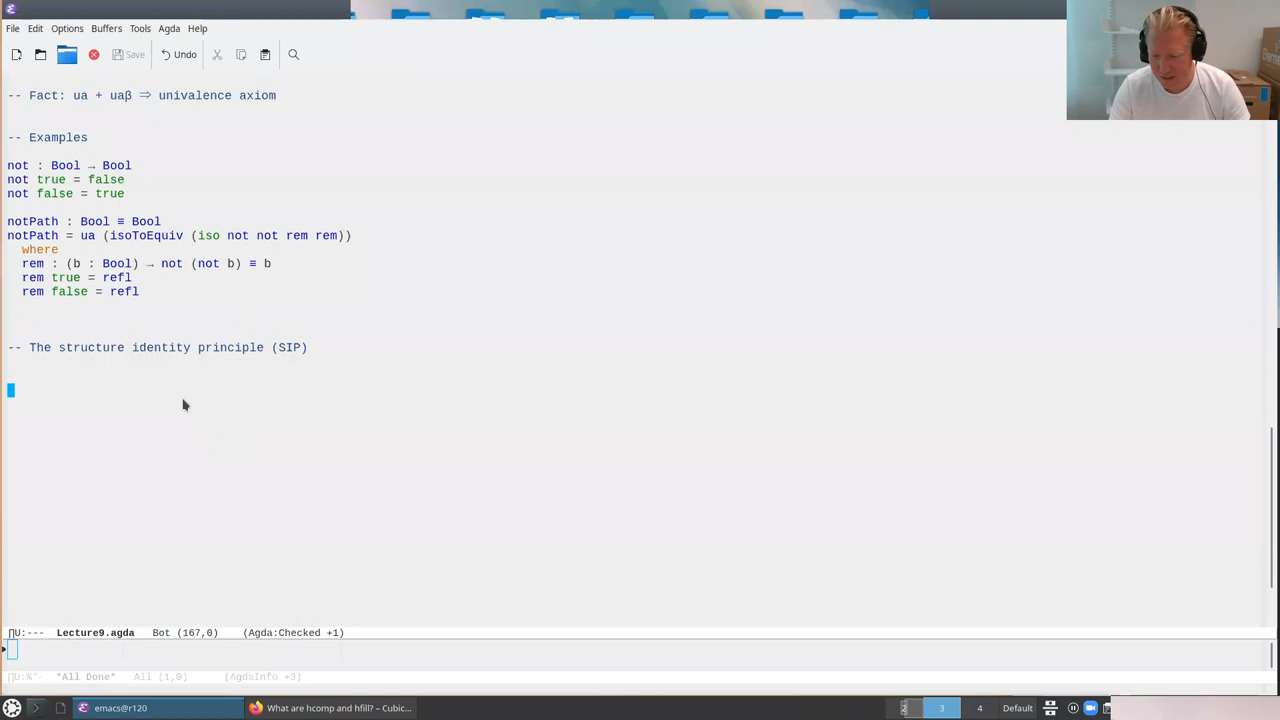 File Edit Options Buffers Tools Agda Help
Save Undo
-- Fact: ua + uaβ ⇒ univalence axiom
-- Examples
not : Bool → Bool
not true = false
not false = true
notPath : Bool ≡ Bool
notPath = ua (isoToEquiv (iso not not rem rem))
where
rem : (b : Bool) → not (not b) ≡ b
rem true = refl
rem false = refl
-- The structure identity principle (SIP)
∏U:--- Lecture9.agda Bot (167,0) (Agda:Checked +1)
∏U:%*- *All Done* All (1,0) (AgdaInfo +3)
emacs@r120 What are hcomp and hfill? – Cubic... 2 3 4 Default